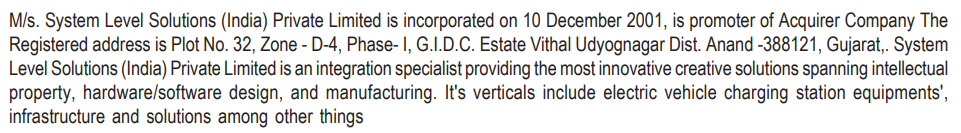 M/s. System Level Solutions (India) Private Limited is incorporated on 10 December 2001, is promoter of Acquirer Company The
Registered address is Plot No. 32, Zone - D-4, Phase- I, G.I.D.C. Estate Vithal Udyognagar Dist. Anand -388121, Gujarat,. System
Level Solutions (India) Private Limited is an integration specialist providing the most innovative creative solutions spanning intellectual
property, hardware/software design, and manufacturing. It's verticals include electric vehicle charging station equipments',
infrastructure and solutions among other things